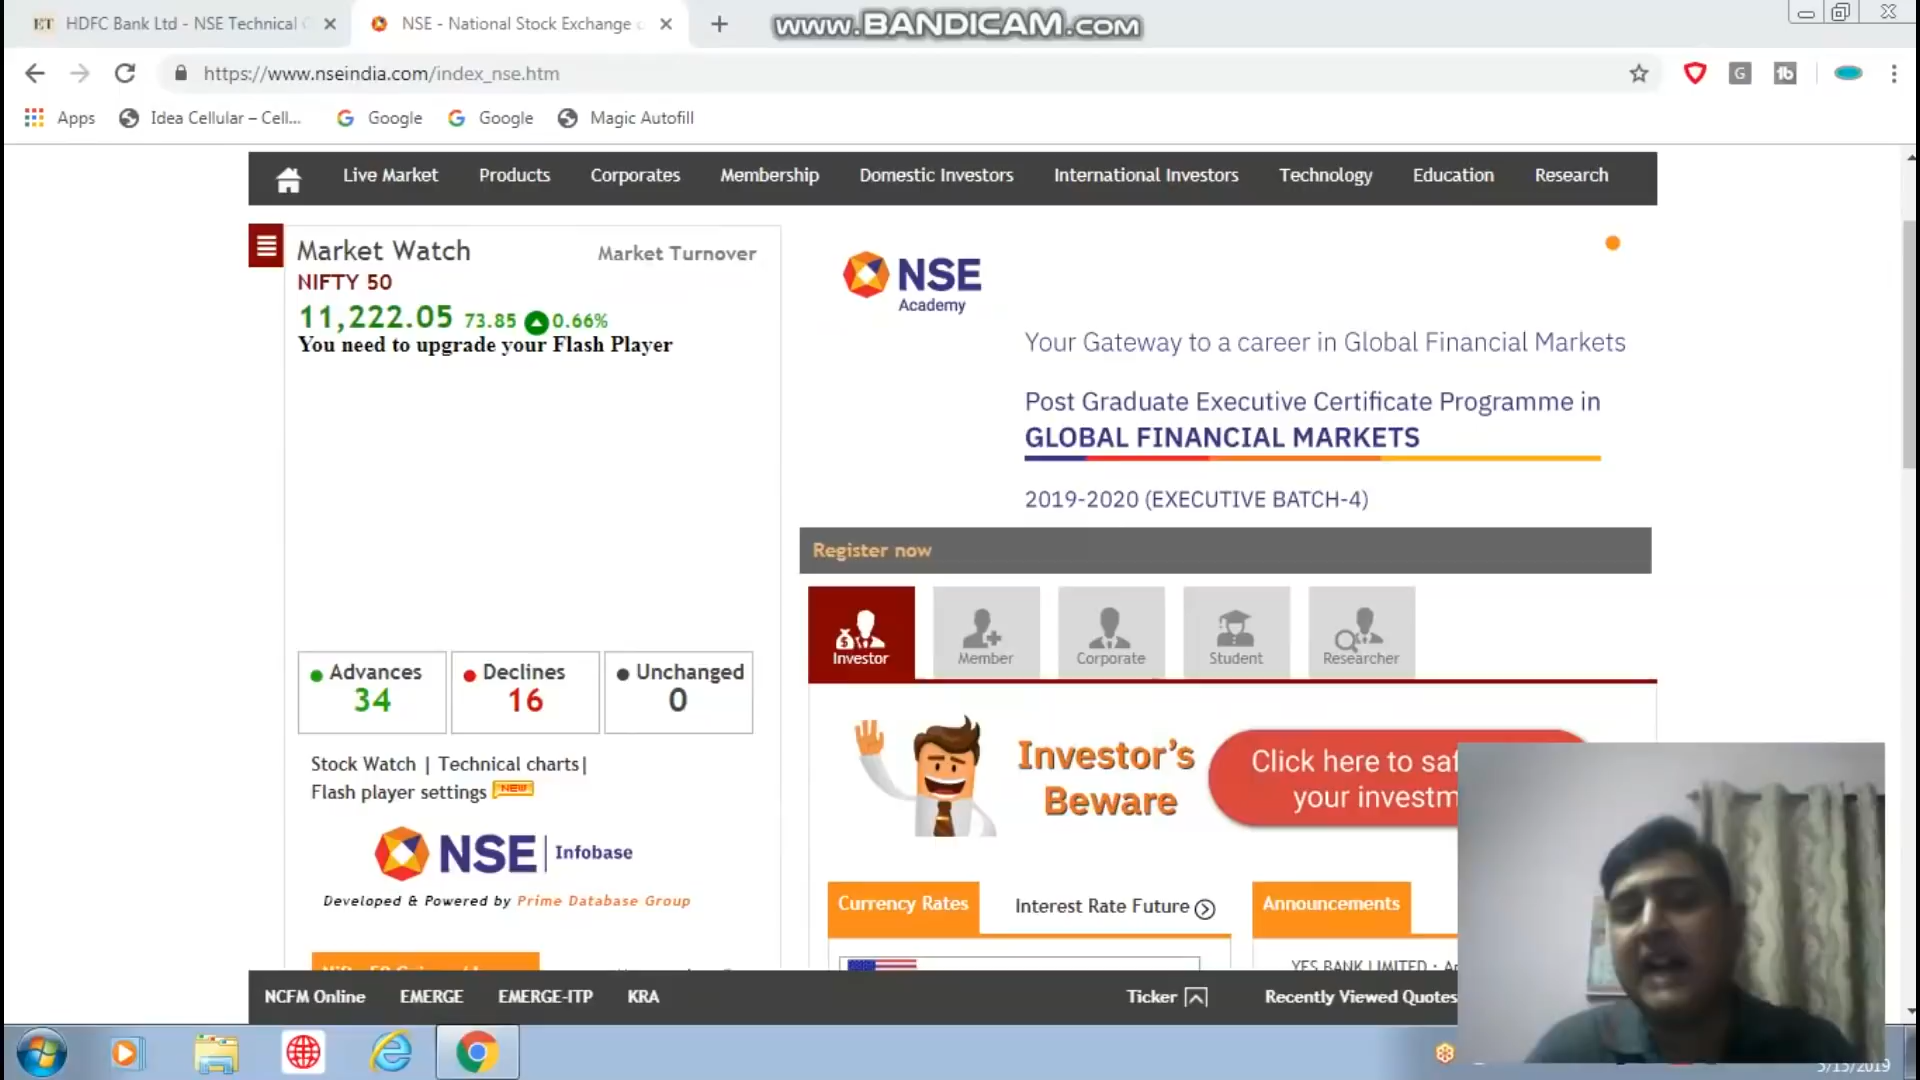 ET HDFC Bank Ltd - NSE Technical
NSE - National Stock Exchange
www.BANDICAM.com
https://www.nseindia.com/index_nse.htm
G
tb
Apps
Idea Cellular – Cell...
Google
Google
Magic Autofill
Live Market
Products
Corporates
Membership
Domestic Investors
International Investors
Technology
Education
Research
Market Watch
Market Turnover
NIFTY 50
11,222.05 73.85 0.66%
You need to upgrade your Flash Player
NSE
Academy
Your Gateway to a career in Global Financial Markets
Post Graduate Executive Certificate Programme in
GLOBAL FINANCIAL MARKETS
2019-2020 (EXECUTIVE BATCH-4)
Register now
Investor
Member
Corporate
Student
Researcher
Advances
34
Declines
16
Unchanged
0
Stock Watch | Technical charts|
Flash player settings NEW
NSE Infobase
Developed & Powered by Prime Database Group
Investor's
Beware
Click here to
your
Currency Rates
Interest Rate Future
Announcements
YES BANK LIMITED :
NCFM Online
EMERGE
EMERGE-ITP
KRA
Ticker
Recently Viewed Quotes
3/15/2019